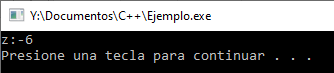 Y:\Documentos\C++\Ejemplo.exe
z:-6
Presione una tecla para continuar . . .